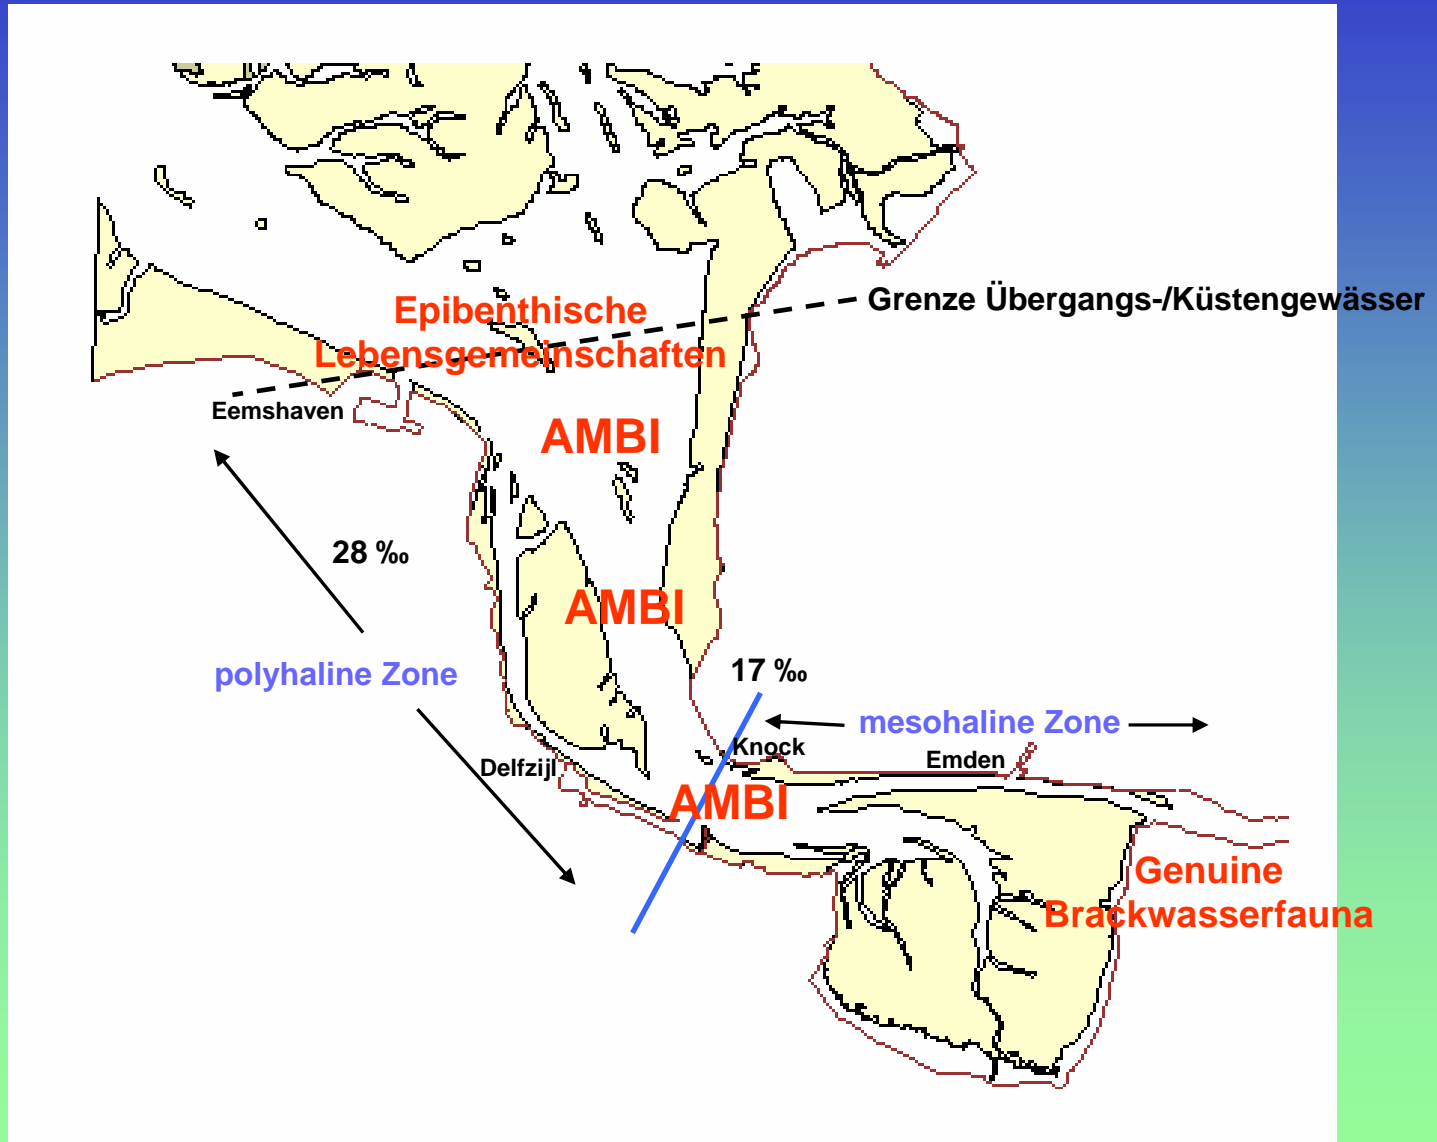 Grenze Übergangs-/Küstengewässer
Epibenthische
Lebensgemeinschaften
Eemshaven
AMBI
28 ‰
AMBI
polyhaline Zone
17 ‰
mesohaline Zone
Knock
Emden
Delfzijl
AMBI
Genuine
Brackwasserfauna